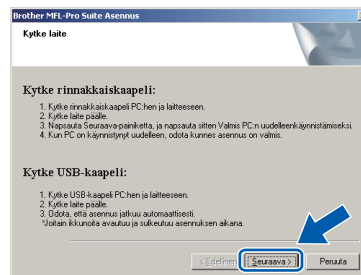 Brother MFL-Pro Suite Asennus
Kytke laite
Kytke rinnakkaiskaapeli:
1. Kytke rinnakkaiskaapeli PC:hen ja laitteeseen.
2. Kytke laite päälle.
3. Napsauta Seuraava-painiketta, ja napsauta sitten Valmis PC:n uudelleenkäynnistämiseksi.
4. Kun PC on käynnistynyt uudelleen, odota kunnes asennus on valmis.
Kytke USB-kaapeli:
1. Kytke USB-kaapeli PC:hen ja laitteeseen.
2. Kytke laite päälle.
3. Odota, että asennus jatkuu automaattisesti.
*Joitain ikkunoita avautuu ja sulkeutuu asennuksen aikana.
< Edellinen Seuraava > Peruuta